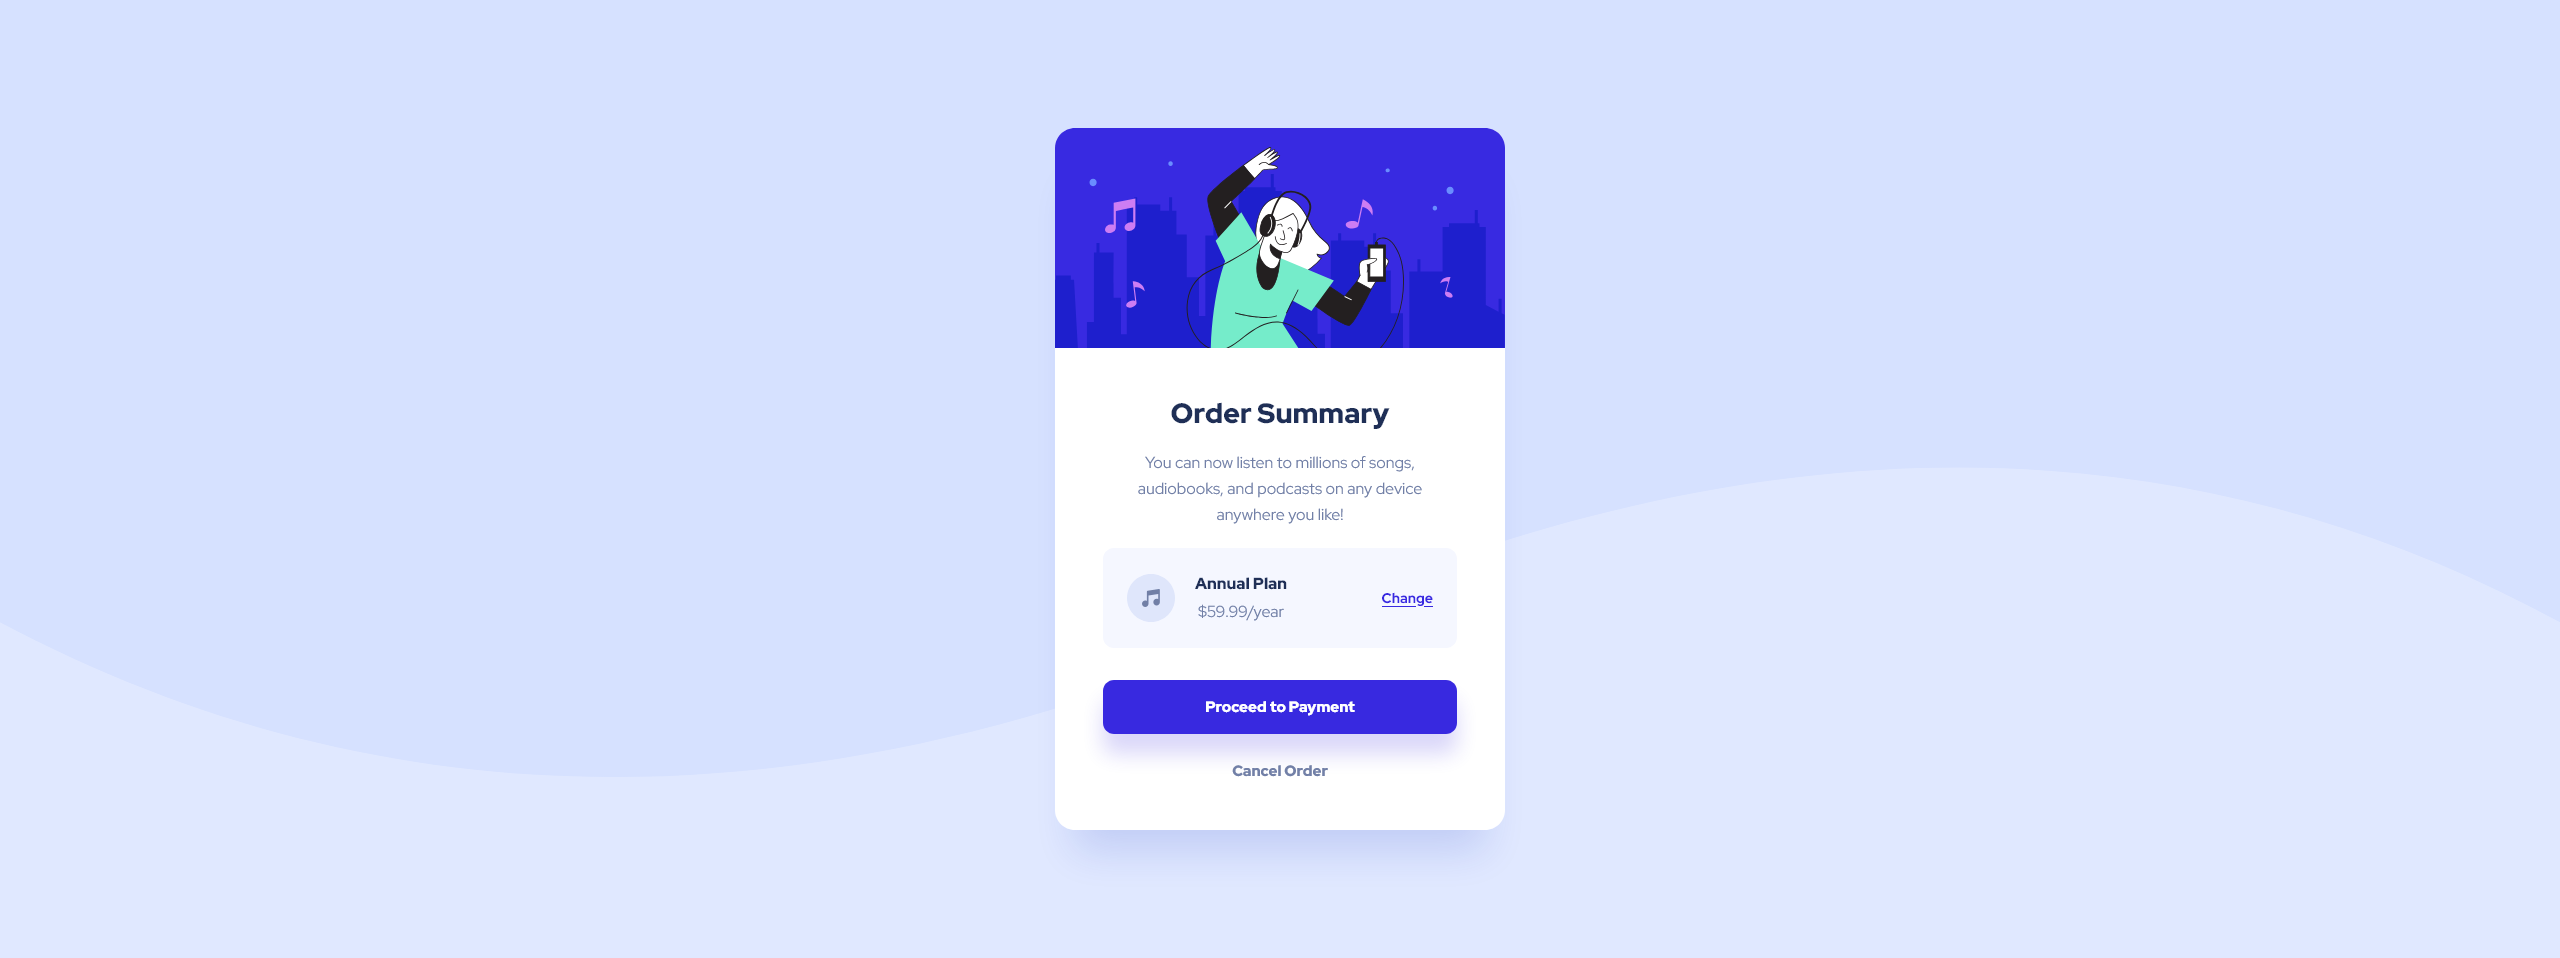 Order Summary
You can now listen to millions of songs,
audiobooks, and podcasts on any device
anywhere you like!
Annual Plan
$59.99/year
Change
Proceed to Payment
Cancel Order